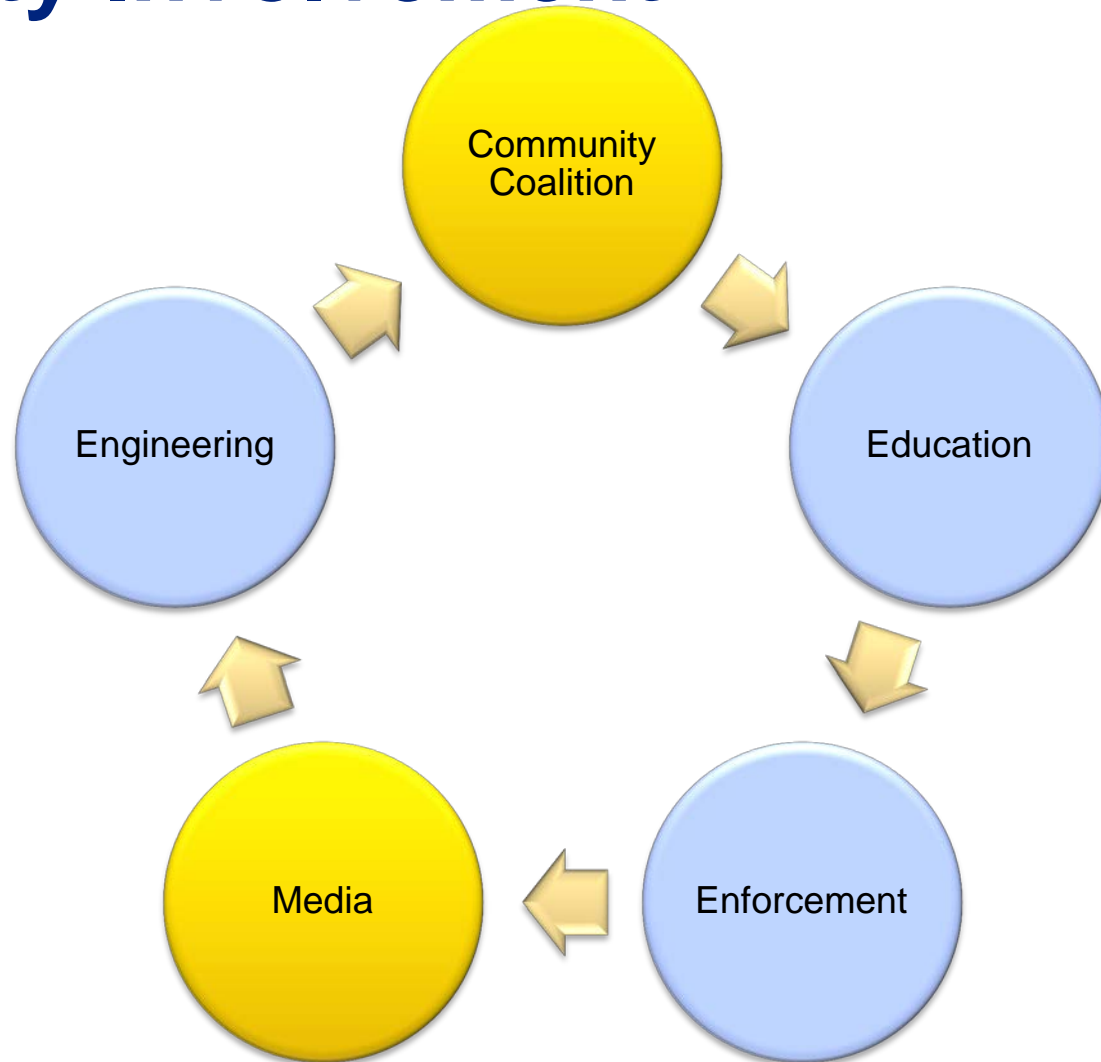 Community
Coalition
Engineering
Education
Media
Enforcement